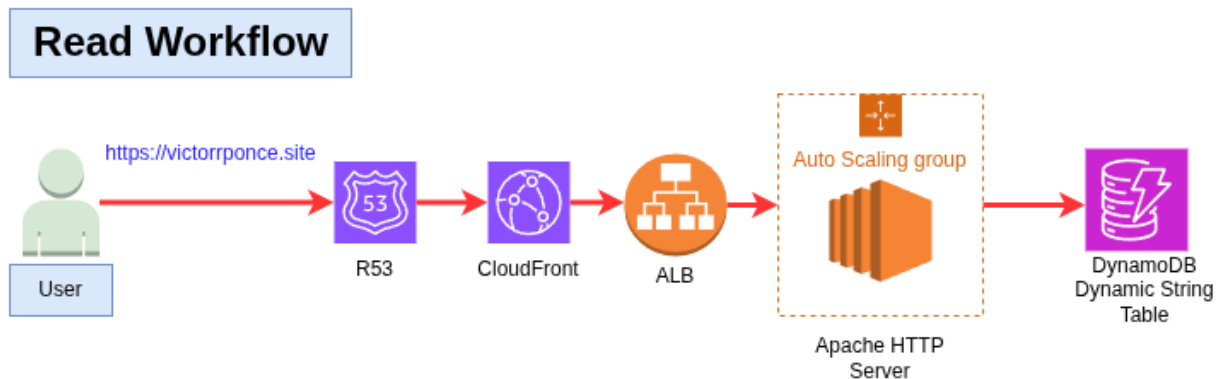 Read Workflow
https://victorrponce.site
User
53
R53
CloudFront
ALB
Auto Scaling group
Apache HTTP
Server
DynamoDB
Dynamic String
Table